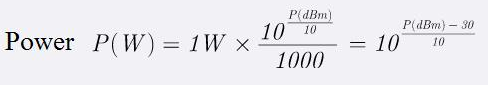 Power P(W) = 1W × 10^(P(dBm)/10) / 1000 = 10^((P(dBm) − 30)/10)